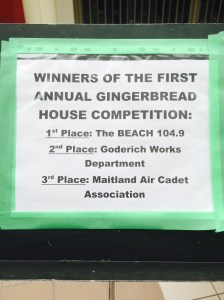 WINNERS OF THE FIRST
ANNUAL GINGERBREAD
HOUSE COMPETITION:
1st Place: The BEACH 104.9
2nd Place: Goderich Works
Department
3rd Place: Maitland Air Cadet
Association